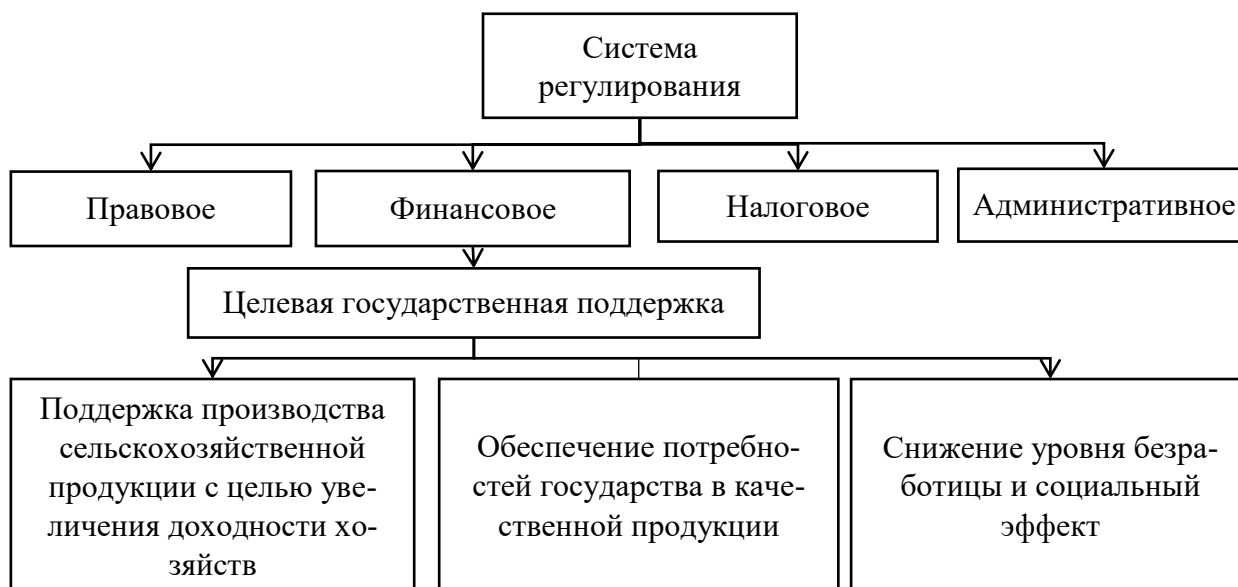 Система
регулирования
Правовое
Финансовое
Налоговое
Административное
Целевая государственная поддержка
Поддержка производства
сельскохозяйственной
продукции с целью уве-
личения доходности хо-
зяйств
Обеспечение потребно-
стей государства в каче-
ственной продукции
Снижение уровня безра-
ботицы и социальный
эффект